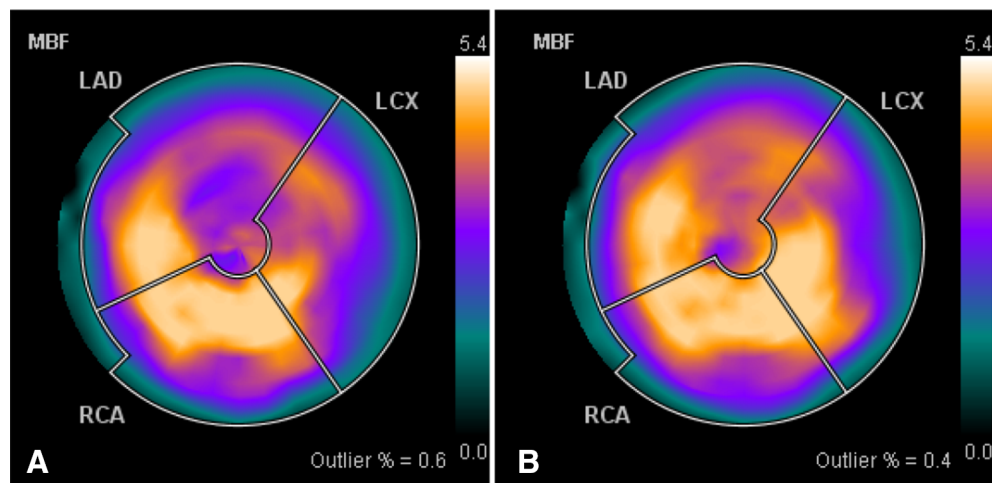 MBF
5.4
LAD
LCX
RCA
A
Outlier % = 0.6
0.0
MBF
5.4
LAD
LCX
RCA
B
Outlier % = 0.4
0.0